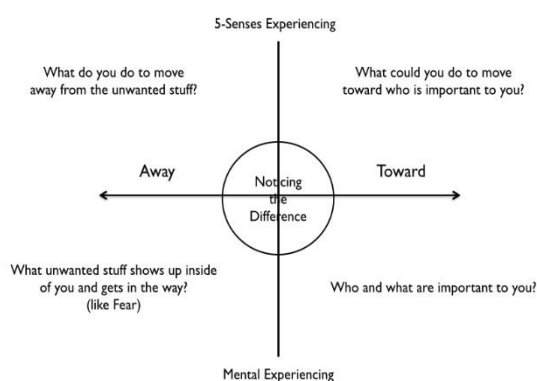 5-Senses Experiencing
What do you do to move
away from the unwanted stuff?
What could you do to move
toward who is important to you?
Away
Toward
Noticing
the
Difference
What unwanted stuff shows up inside
of you and gets in the way?
(like Fear)
Who and what are important to you?
Mental Experiencing